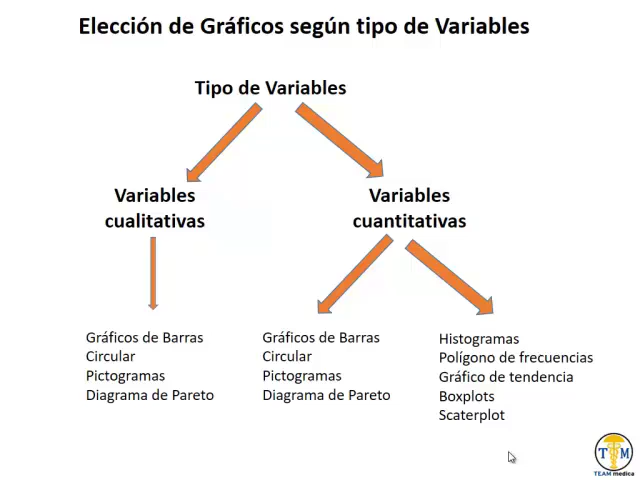 Elección de Gráficos según tipo de Variables
Tipo de Variables
Variables
cualitativas
Variables
cuantitativas
Gráficos de Barras
Circular
Pictogramas
Diagrama de Pareto
Gráficos de Barras
Circular
Pictogramas
Diagrama de Pareto
Histogramas
Polígono de frecuencias
Gráfico de tendencia
Boxplots
Scaterplot
T M
TEAM medica